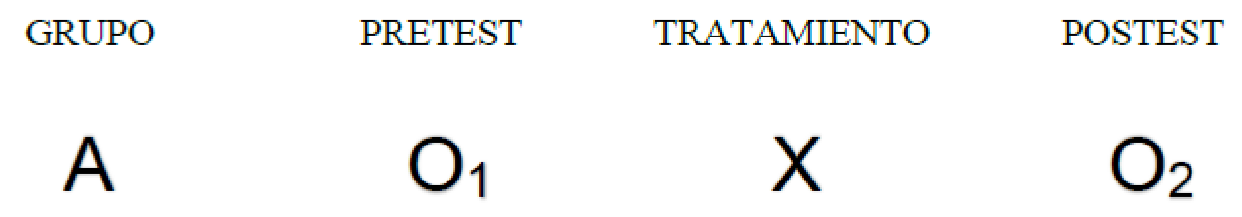 GRUPO PRETEST TRATAMIENTO POSTEST
A O₁ X O₂